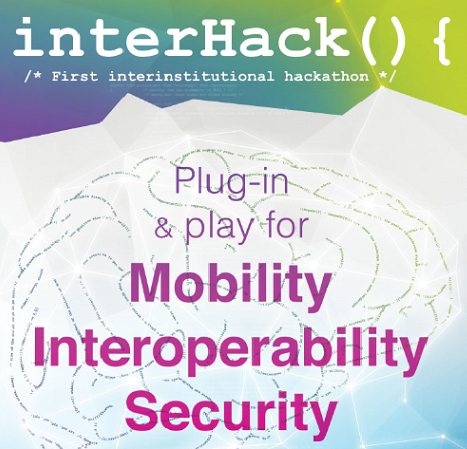 interHack() {
/* First interinstitutional hackathon */
Plug-in
& play for
Mobility
Interoperability
Security